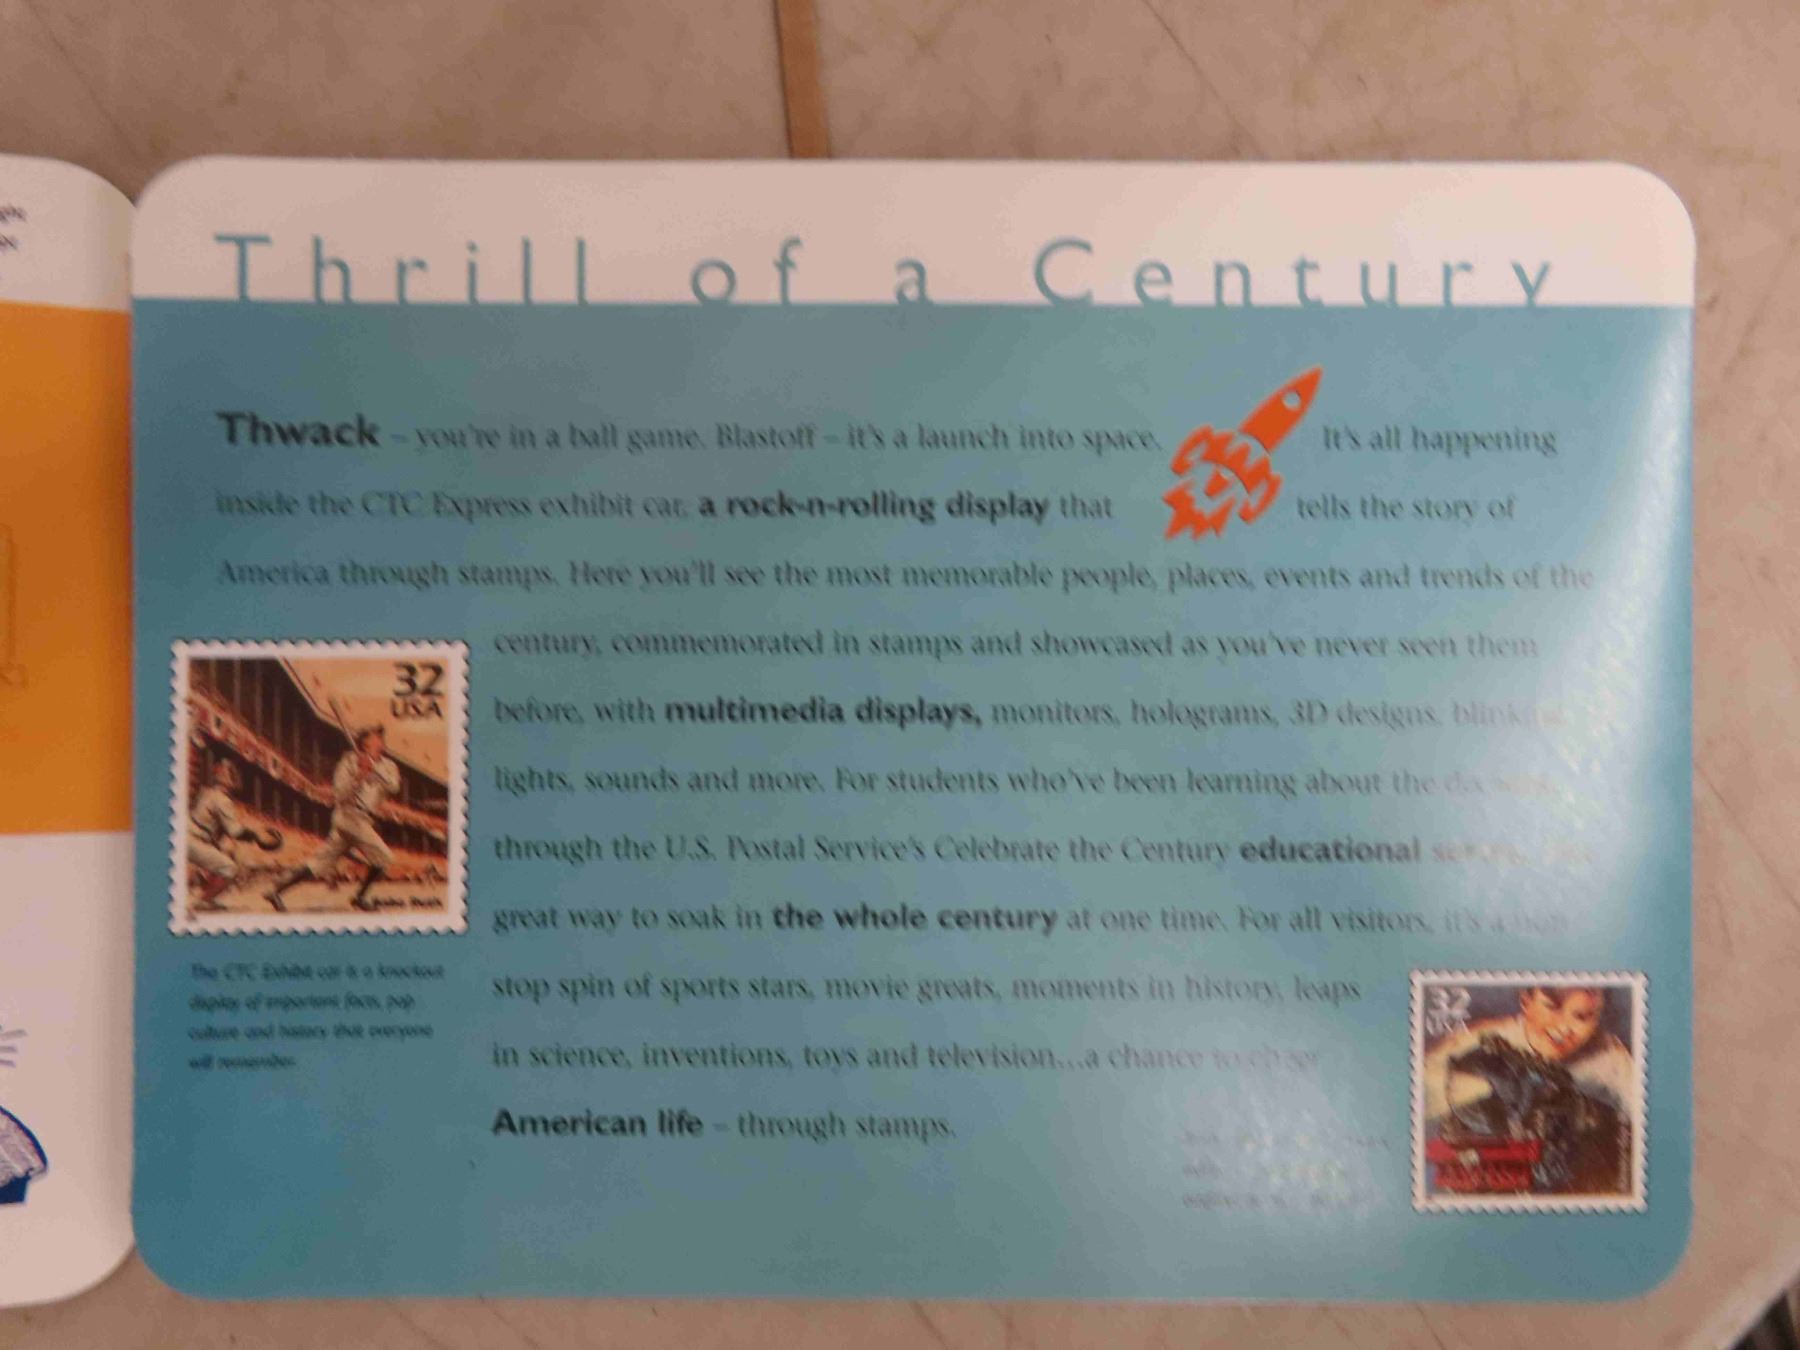 Thrill of a Century
Thwack – you're in a ball game. Blastoff – it's a launch into space. It's all happening
inside the CTC Express exhibit car, a rock-n-rolling display that tells the story of
America through stamps. Here you'll see the most memorable people, places, events and trends of the
century, commemorated in stamps and showcased as you've never seen them
before, with multimedia displays, monitors, holograms, 3D designs, blinking
lights, sounds and more. For students who've been learning about the
through the U.S. Postal Service's Celebrate the Century educational
great way to soak in the whole century at one time. For all visitors, it's a non-
stop spin of sports stars, movie greats, moments in history, leaps
in science, inventions, toys and television...a chance to cheer
American life – through stamps.
32
USA
Babe Ruth
The CTC Exhibit car is a knockout
display of important facts, pop
culture and history that everyone
will remember.
32
USA